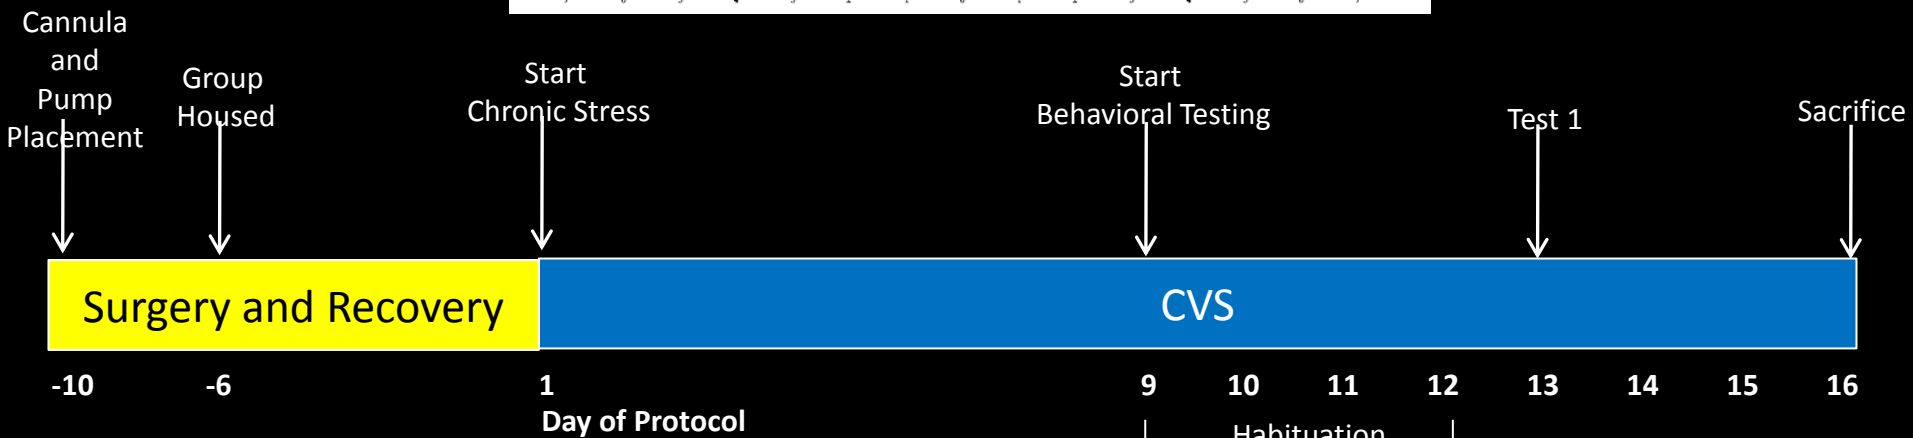 Cannula
and
Pump
Placement
Group
Housed
Start
Chronic Stress
Start
Behavioral Testing
Test 1
Sacrifice
Surgery and Recovery
CVS
-10 -6 1 9 10 11 12 13 14 15 16
Day of Protocol
Habituation